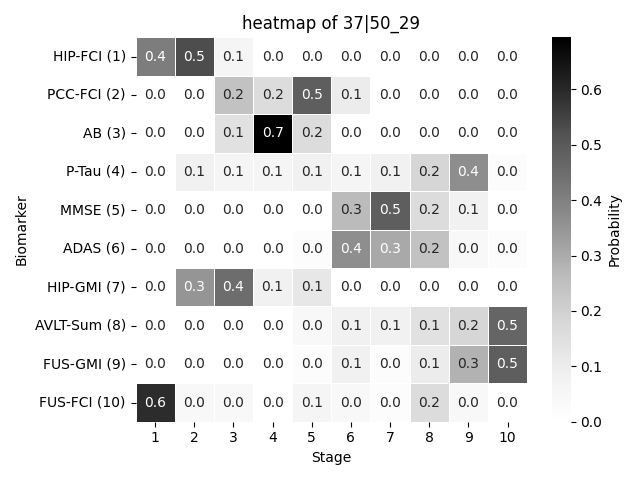 heatmap of 37|50_29
HIP-FCI (1) 0.4 0.5 0.1 0.0 0.0 0.0 0.0 0.0 0.0 0.0
PCC-FCI (2) 0.0 0.0 0.2 0.2 0.5 0.1 0.0 0.0 0.0 0.0
AB (3) 0.0 0.0 0.1 0.7 0.2 0.0 0.0 0.0 0.0 0.0
P-Tau (4) 0.0 0.1 0.1 0.1 0.1 0.1 0.1 0.2 0.4 0.0
MMSE (5) 0.0 0.0 0.0 0.0 0.0 0.3 0.5 0.2 0.1 0.0
ADAS (6) 0.0 0.0 0.0 0.0 0.0 0.4 0.3 0.2 0.0 0.0
HIP-GMI (7) 0.0 0.3 0.4 0.1 0.1 0.0 0.0 0.0 0.0 0.0
AVLT-Sum (8) 0.0 0.0 0.0 0.0 0.0 0.1 0.1 0.1 0.2 0.5
FUS-GMI (9) 0.0 0.0 0.0 0.0 0.0 0.1 0.0 0.1 0.3 0.5
FUS-FCI (10) 0.6 0.0 0.0 0.0 0.1 0.0 0.0 0.2 0.0 0.0
1 2 3 4 5 6 7 8 9 10
Stage
Biomarker
0.6
0.5
0.4
0.3
0.2
0.1
0.0
Probability